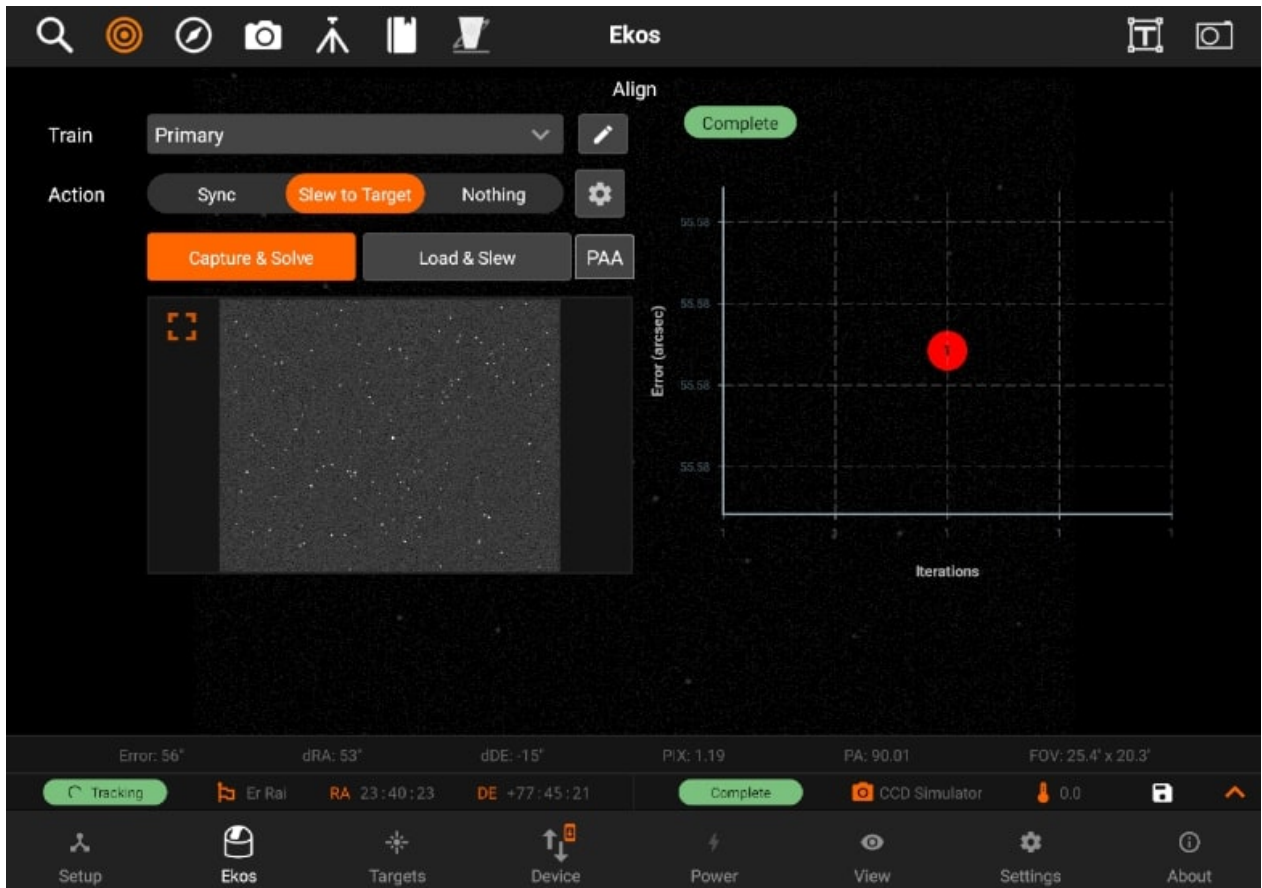 Ekos
Align
Train Primary
Complete
Action Sync Slew to Target Nothing
Capture & Solve Load & Slew PAA
55.58
55.58
55.58
55.58
Error (arcsec)
1
Iterations
Error: 56" dRA: 53" dDE: -15" PIX: 1.19 PA: 90.01 FOV: 25.4' x 20.3'
Tracking Er Rai RA 23:40:23 DE +77:45:21 Complete CCD Simulator 0.0
Setup Ekos Targets Device Power View Settings About